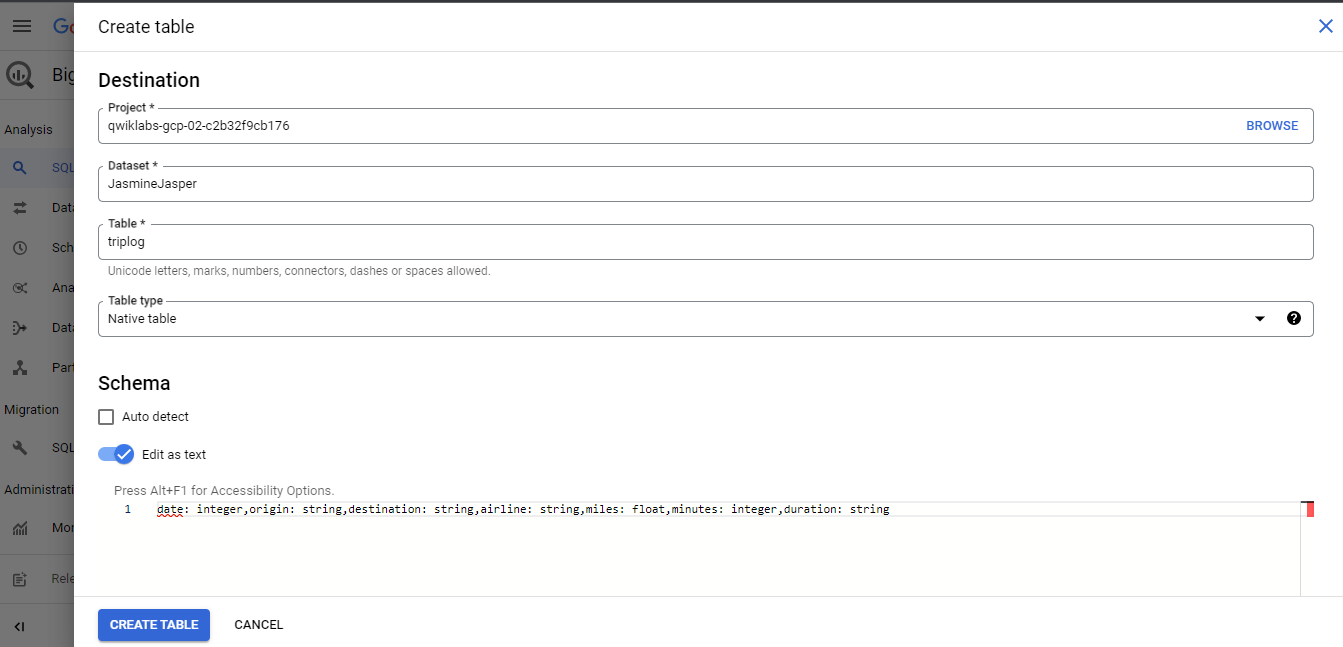 Create table
Go
Big
Destination
Project *
qwiklabs-gcp-02-c2b32f9cb176
BROWSE
Dataset *
JasmineJasper
Table *
triplog
Unicode letters, marks, numbers, connectors, dashes or spaces allowed.
Table type
Native table
Schema
Auto detect
Edit as text
Press Alt+F1 for Accessibility Options.
1 date: integer,origin: string,destination: string,airline: string,miles: float,minutes: integer,duration: string
CREATE TABLE
CANCEL
Analysis
SQL
Data
Sch
Ana
Data
Part
Migration
SQL
Administrati
Mon
Rele